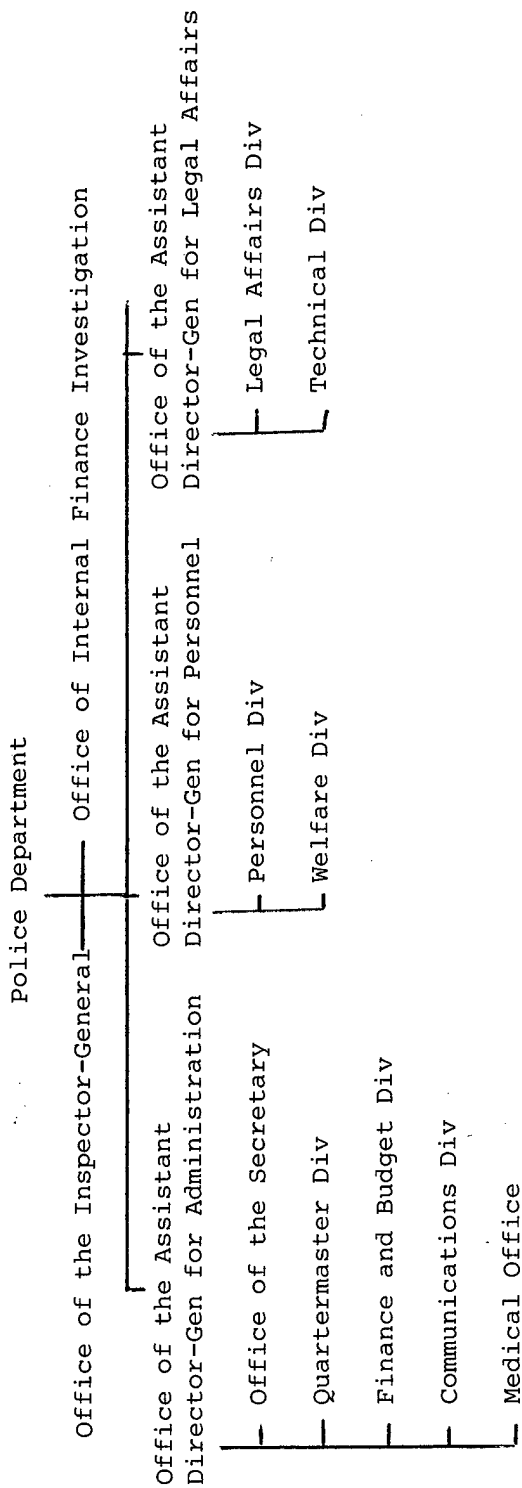 Police Department
Office of the Inspector-General
Office of Internal Finance Investigation
Office of the Assistant
Director-Gen for Administration
Office of the Secretary
Quartermaster Div
Finance and Budget Div
Communications Div
Medical Office
Office of the Assistant
Director-Gen for Personnel
Personnel Div
Welfare Div
Office of the Assistant
Director-Gen for Legal Affairs
Legal Affairs Div
Technical Div